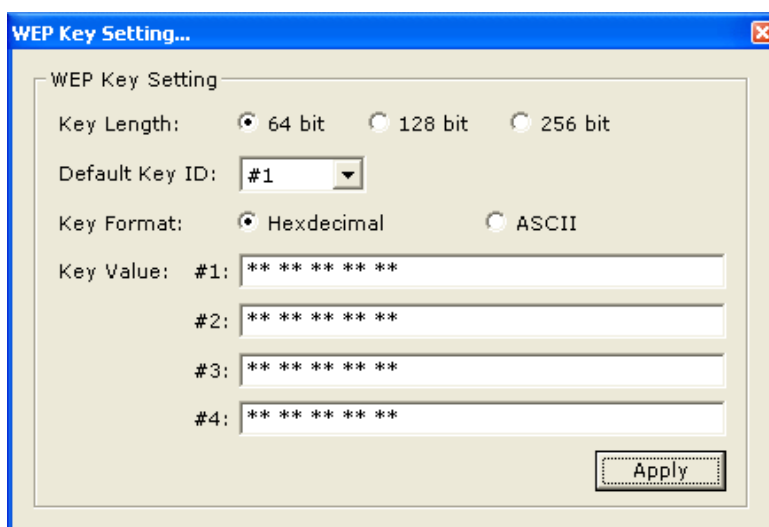 WEP Key Setting...
WEP Key Setting
Key Length: 64 bit 128 bit 256 bit
Default Key ID: #1
Key Format: Hexdecimal ASCII
Key Value: #1: ** ** ** ** **
#2: ** ** ** ** **
#3: ** ** ** ** **
#4: ** ** ** ** **
Apply